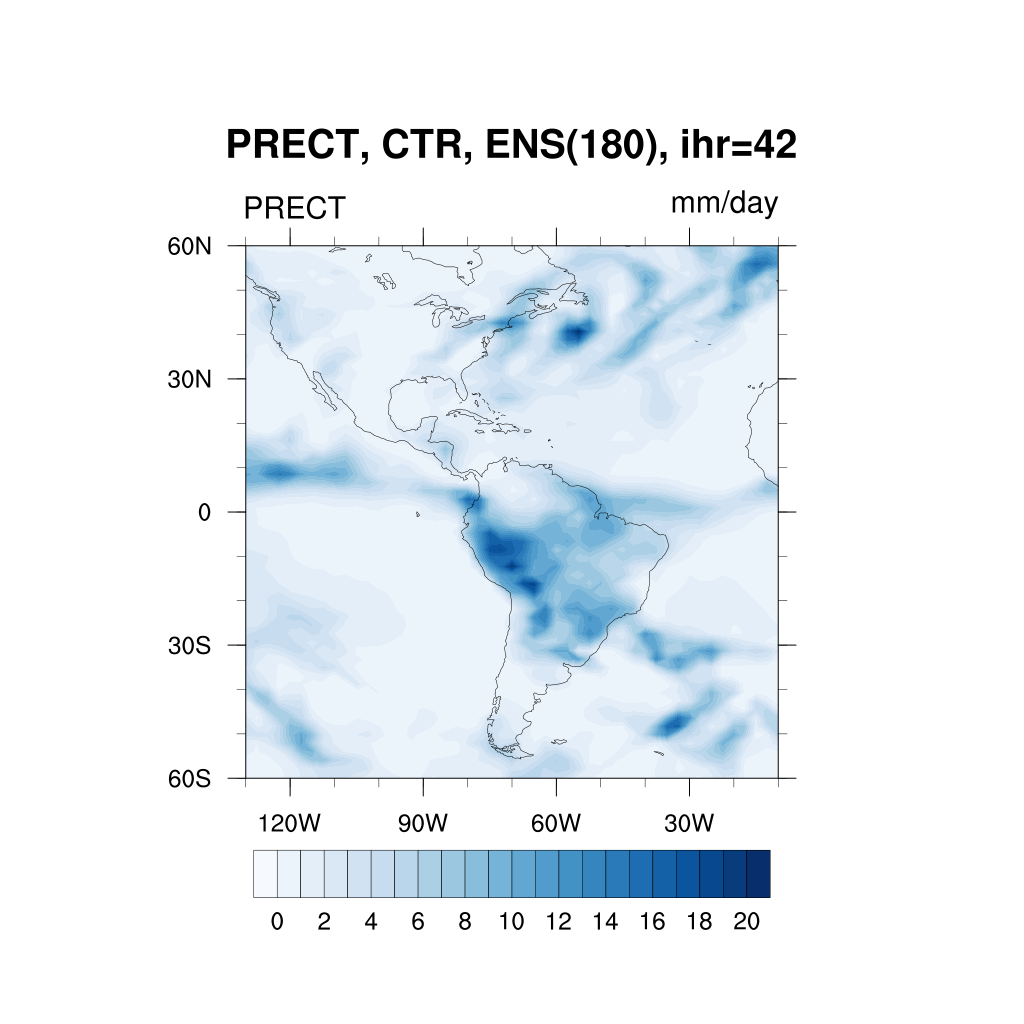 PRECT, CTR, ENS(180), ihr=42
PRECT mm/day
60N
30N
0
30S
60S
120W 90W 60W 30W
0 2 4 6 8 10 12 14 16 18 20